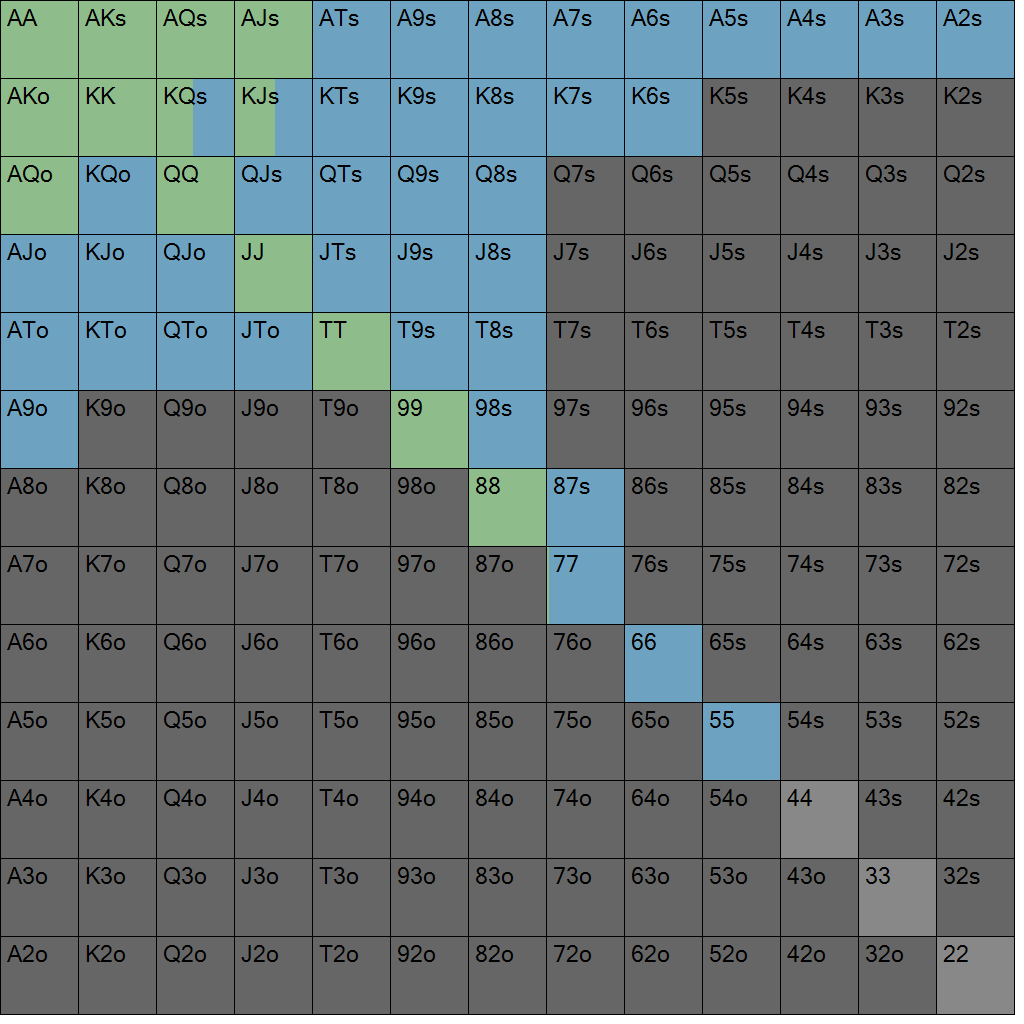 AA AKs AQs AJs ATs A9s A8s A7s A6s A5s A4s A3s A2s
AKo KK KQs KJs KTs K9s K8s K7s K6s K5s K4s K3s K2s
AQo KQo QQ QJs QTs Q9s Q8s Q7s Q6s Q5s Q4s Q3s Q2s
AJo KJo QJo JJ JTs J9s J8s J7s J6s J5s J4s J3s J2s
ATo KTo QTo JTo TT T9s T8s T7s T6s T5s T4s T3s T2s
A9o K9o Q9o J9o T9o 99 98s 97s 96s 95s 94s 93s 92s
A8o K8o Q8o J8o T8o 98o 88 87s 86s 85s 84s 83s 82s
A7o K7o Q7o J7o T7o 97o 87o 77 76s 75s 74s 73s 72s
A6o K6o Q6o J6o T6o 96o 86o 76o 66 65s 64s 63s 62s
A5o K5o Q5o J5o T5o 95o 85o 75o 65o 55 54s 53s 52s
A4o K4o Q4o J4o T4o 94o 84o 74o 64o 54o 44 43s 42s
A3o K3o Q3o J3o T3o 93o 83o 73o 63o 53o 43o 33 32s
A2o K2o Q2o J2o T2o 92o 82o 72o 62o 52o 42o 32o 22